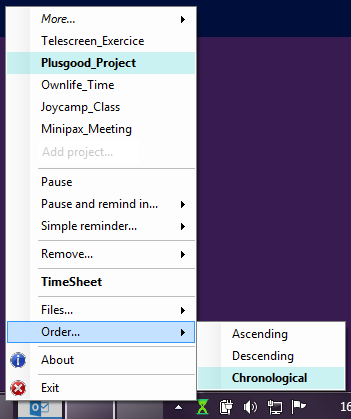 More...
Telescreen_Exercice
Plusgood_Project
Ownlife_Time
Joycamp_Class
Minipax_Meeting
Add project...
Pause
Pause and remind in...
Simple reminder...
Remove...
TimeSheet
Files...
Order...
Ascending
Descending
Chronological
About
Exit
16